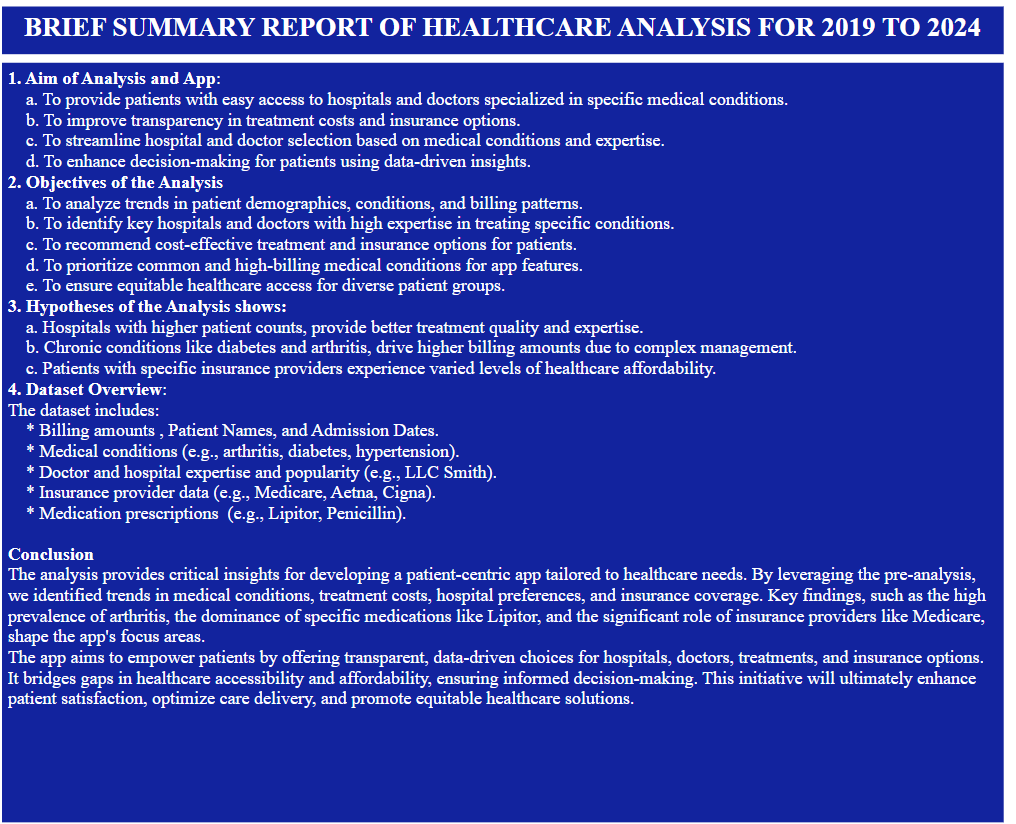 BRIEF SUMMARY REPORT OF HEALTHCARE ANALYSIS FOR 2019 TO 2024
1. Aim of Analysis and App:
a. To provide patients with easy access to hospitals and doctors specialized in specific medical conditions.
b. To improve transparency in treatment costs and insurance options.
c. To streamline hospital and doctor selection based on medical conditions and expertise.
d. To enhance decision-making for patients using data-driven insights.
2. Objectives of the Analysis
a. To analyze trends in patient demographics, conditions, and billing patterns.
b. To identify key hospitals and doctors with high expertise in treating specific conditions.
c. To recommend cost-effective treatment and insurance options for patients.
d. To prioritize common and high-billing medical conditions for app features.
e. To ensure equitable healthcare access for diverse patient groups.
3. Hypotheses of the Analysis shows:
a. Hospitals with higher patient counts, provide better treatment quality and expertise.
b. Chronic conditions like diabetes and arthritis, drive higher billing amounts due to complex management.
c. Patients with specific insurance providers experience varied levels of healthcare affordability.
4. Dataset Overview:
The dataset includes:
* Billing amounts , Patient Names, and Admission Dates.
* Medical conditions (e.g., arthritis, diabetes, hypertension).
* Doctor and hospital expertise and popularity (e.g., LLC Smith).
* Insurance provider data (e.g., Medicare, Aetna, Cigna).
* Medication prescriptions  (e.g., Lipitor, Penicillin).
Conclusion
The analysis provides critical insights for developing a patient-centric app tailored to healthcare needs. By leveraging the pre-analysis,
we identified trends in medical conditions, treatment costs, hospital preferences, and insurance coverage. Key findings, such as the high
prevalence of arthritis, the dominance of specific medications like Lipitor, and the significant role of insurance providers like Medicare,
shape the app's focus areas.
The app aims to empower patients by offering transparent, data-driven choices for hospitals, doctors, treatments, and insurance options.
It bridges gaps in healthcare accessibility and affordability, ensuring informed decision-making. This initiative will ultimately enhance
patient satisfaction, optimize care delivery, and promote equitable healthcare solutions.